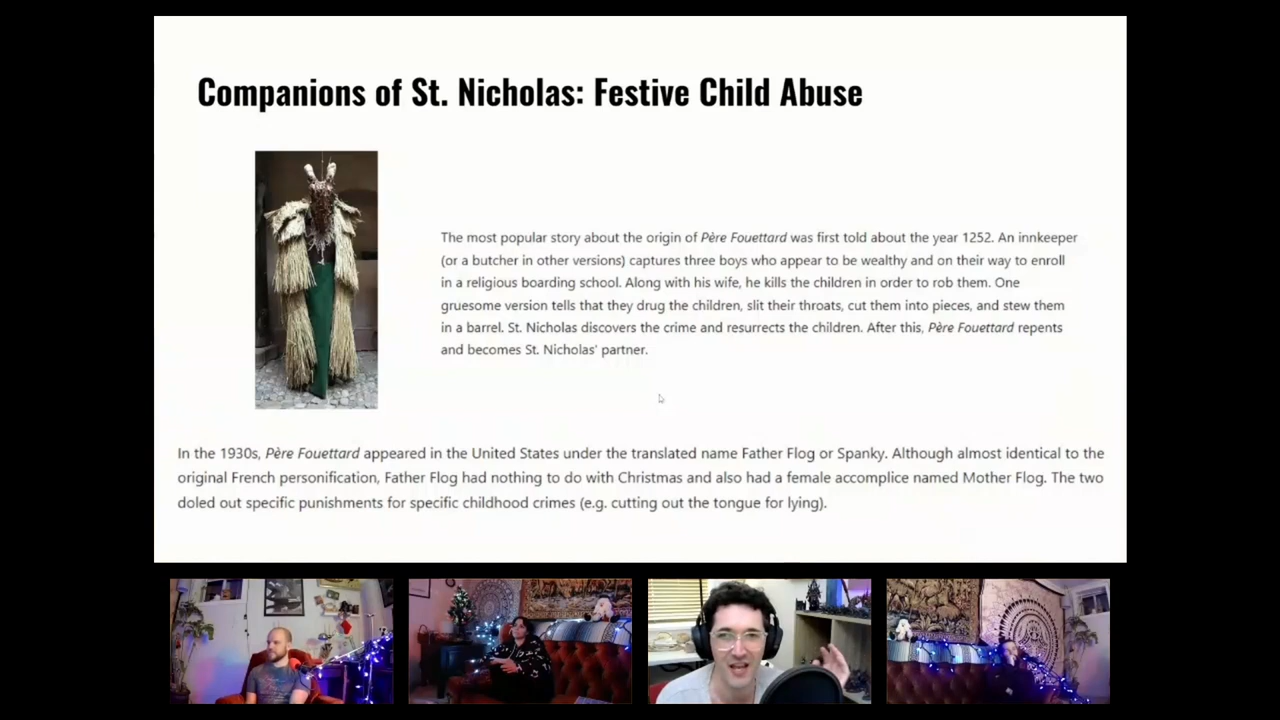 Companions of St. Nicholas: Festive Child Abuse
The most popular story about the origin of Père Fouettard was first told about the year 1252. An innkeeper
(or a butcher in other versions) captures three boys who appear to be wealthy and on their way to enroll
in a religious boarding school. Along with his wife, he kills the children in order to rob them. One
gruesome version tells that they drug the children, slit their throats, cut them into pieces, and stew them
in a barrel. St. Nicholas discovers the crime and resurrects the children. After this, Père Fouettard repents
and becomes St. Nicholas' partner.
In the 1930s, Père Fouettard appeared in the United States under the translated name Father Flog or Spanky. Although almost identical to the
original French personification, Father Flog had nothing to do with Christmas and also had a female accomplice named Mother Flog. The two
doled out specific punishments for specific childhood crimes (e.g. cutting out the tongue for lying).